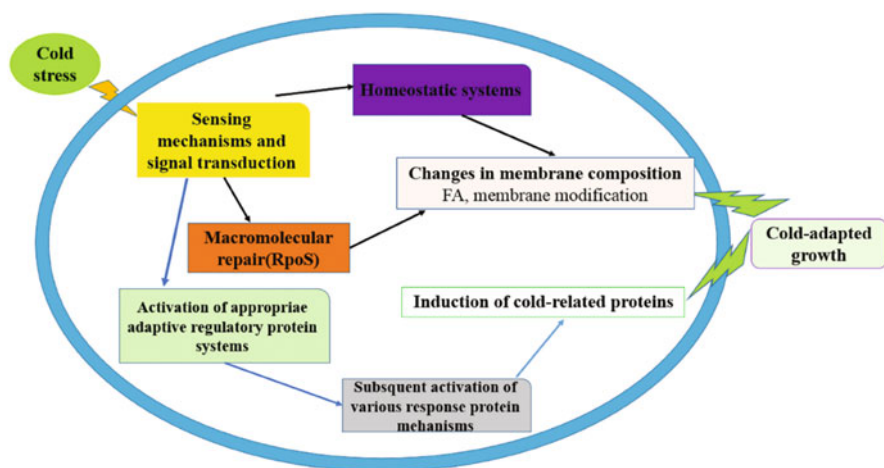 Cold
stress
Homeostatic systems
Sensing
mechanisms and
signal transduction
Changes in membrane composition
FA, membrane modification
Macromolecular
repair(RpoS)
Cold-adapted
growth
Activation of appropriae
adaptive regulatory protein
systems
Induction of cold-related proteins
Subsquent activation of
various response protein
mehanisms